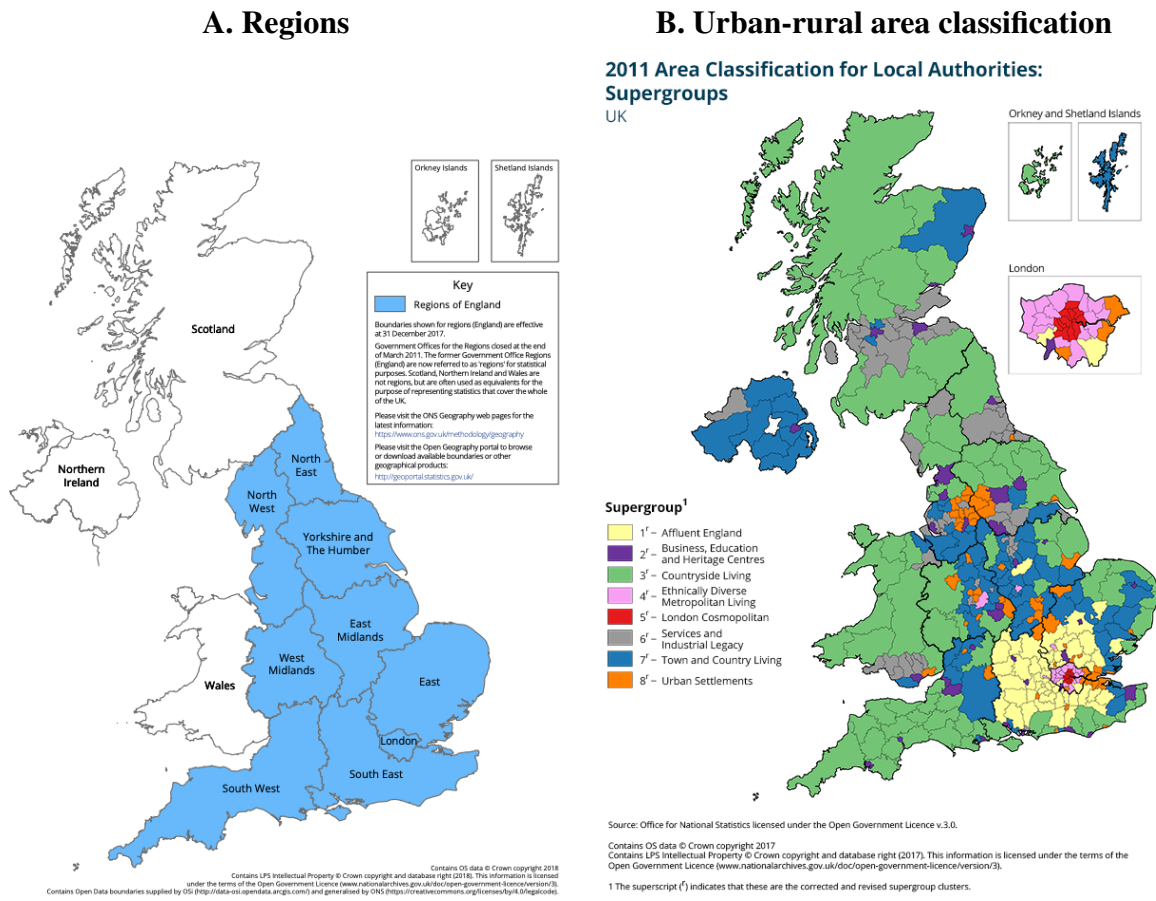 A. Regions
Orkney Islands
Shetland Islands
Key
Regions of England
Boundaries shown for regions (England) are effective
at 31 December 2017.
Government Offices for the Regions closed at the end
of March 2011. The former Government Office Regions
(England) are now referred to as 'regions' for statistical
purposes. Scotland, Northern Ireland and Wales are
not regions, but are often used as equivalents for the
purpose of representing statistics that cover the whole
of the UK.
Please visit the ONS Geography web pages for the
latest information:
https://www.ons.gov.uk/methodology/geography
Please visit the Open Geography portal to browse
or download available boundaries or other
geographical products:
http://geoportal.statistics.gov.uk/
Scotland
Northern
Ireland
North
East
North
West
Yorkshire and
The Humber
East
Midlands
West
Midlands
Wales
East
London
South East
South West
Contains OS data © Crown copyright 2018
Contains LPS Intellectual Property © Crown copyright and database right (2018). This information is licensed
under the terms of the Open Government Licence (www.nationalarchives.gov.uk/doc/open-government-licence/version/3).
Contains Open Data boundaries supplied by OSi (http://data-osi.opendata.arcgis.com/) and generalised by ONS (https://creativecommons.org/licenses/by/4.0/legalcode).
B. Urban-rural area classification
2011 Area Classification for Local Authorities:
Supergroups
UK
Orkney and Shetland Islands
London
Supergroup1
1r – Affluent England
2r – Business, Education
and Heritage Centres
3r – Countryside Living
4r – Ethnically Diverse
Metropolitan Living
5r – London Cosmopolitan
6r – Services and
Industrial Legacy
7r – Town and Country Living
8r – Urban Settlements
Source: Office for National Statistics licensed under the Open Government Licence v.3.0.
Contains OS data © Crown copyright 2017
Contains LPS Intellectual Property © Crown copyright and database right (2017). This information is licensed under the terms of the
Open Government Licence (www.nationalarchives.gov.uk/doc/open-government-licence/version/3).
1 The superscript (r) indicates that these are the corrected and revised supergroup clusters.